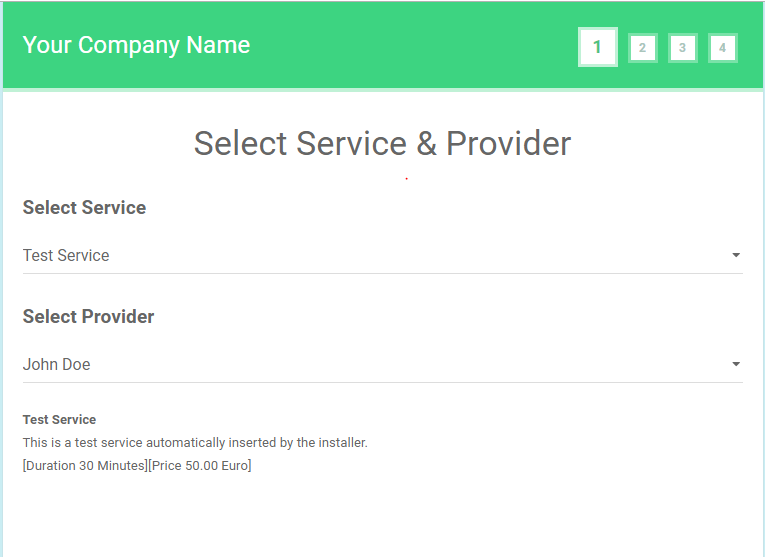 Your Company Name
1 2 3 4
Select Service & Provider
Select Service
Test Service
Select Provider
John Doe
Test Service
This is a test service automatically inserted by the installer.
[Duration 30 Minutes][Price 50.00 Euro]